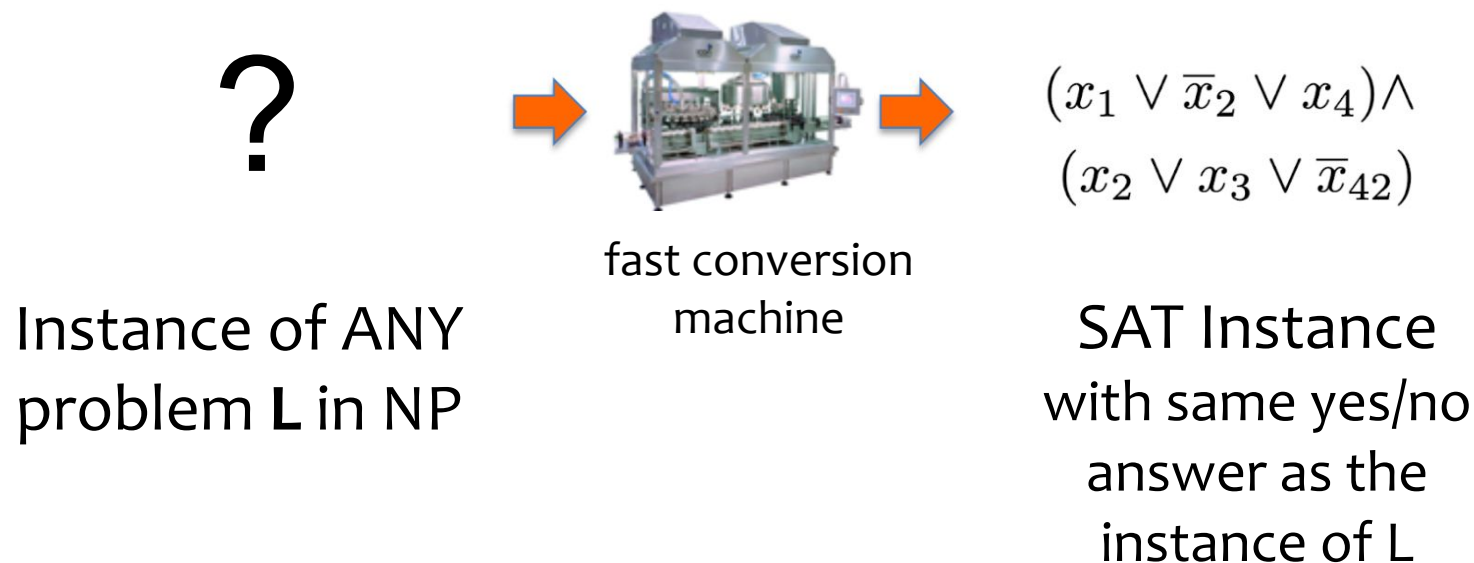 ?
(x₁ ∨ x̅₂ ∨ x₄)∧
(x₂ ∨ x₃ ∨ x̅₄₂)
fast conversion
machine
Instance of ANY
problem L in NP
SAT Instance
with same yes/no
answer as the
instance of L